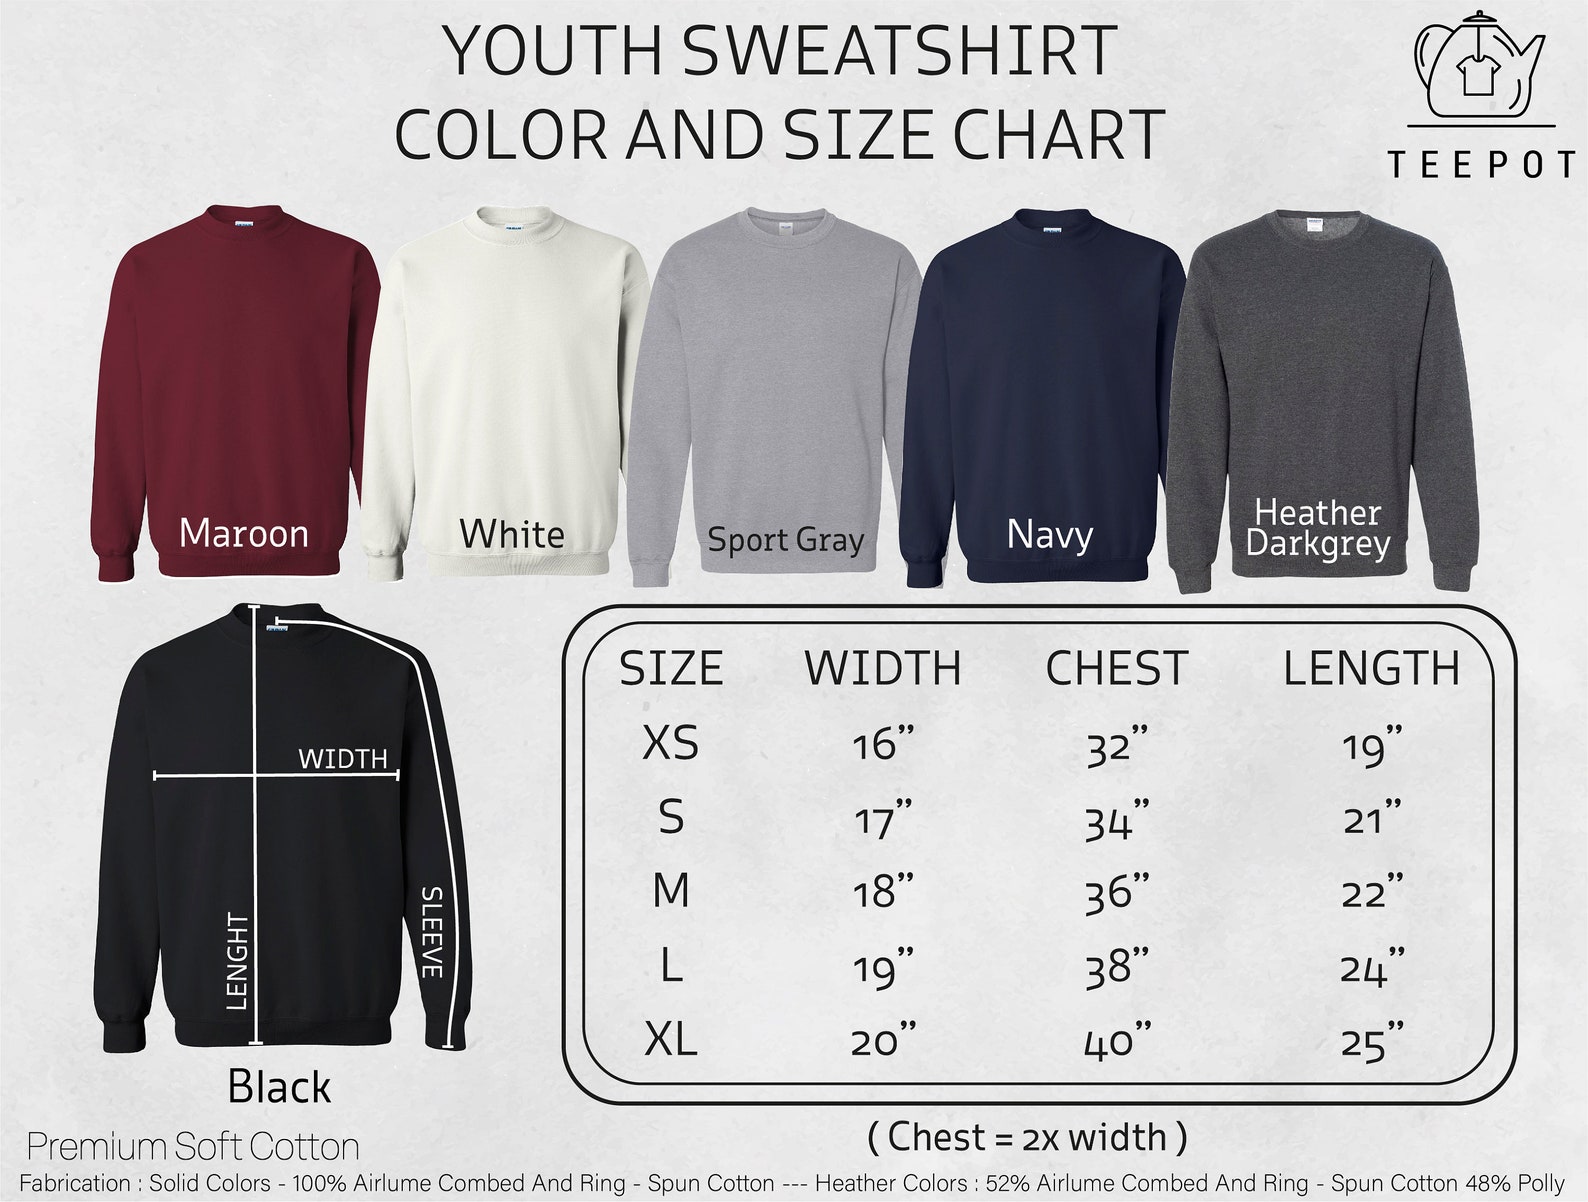 YOUTH SWEATSHIRT
COLOR AND SIZE CHART
TEEPOT
Maroon
White
Sport Gray
Navy
Heather
Darkgrey
WIDTH
LENGHT
SLEEVE
Black
SIZE WIDTH CHEST LENGTH
XS 16” 32” 19”
S 17” 34” 21”
M 18” 36” 22”
L 19” 38” 24”
XL 20” 40” 25”
( Chest = 2x width )
Premium Soft Cotton
Fabrication : Solid Colors - 100% Airlume Combed And Ring - Spun Cotton --- Heather Colors : 52% Airlume Combed And Ring - Spun Cotton 48% Polly